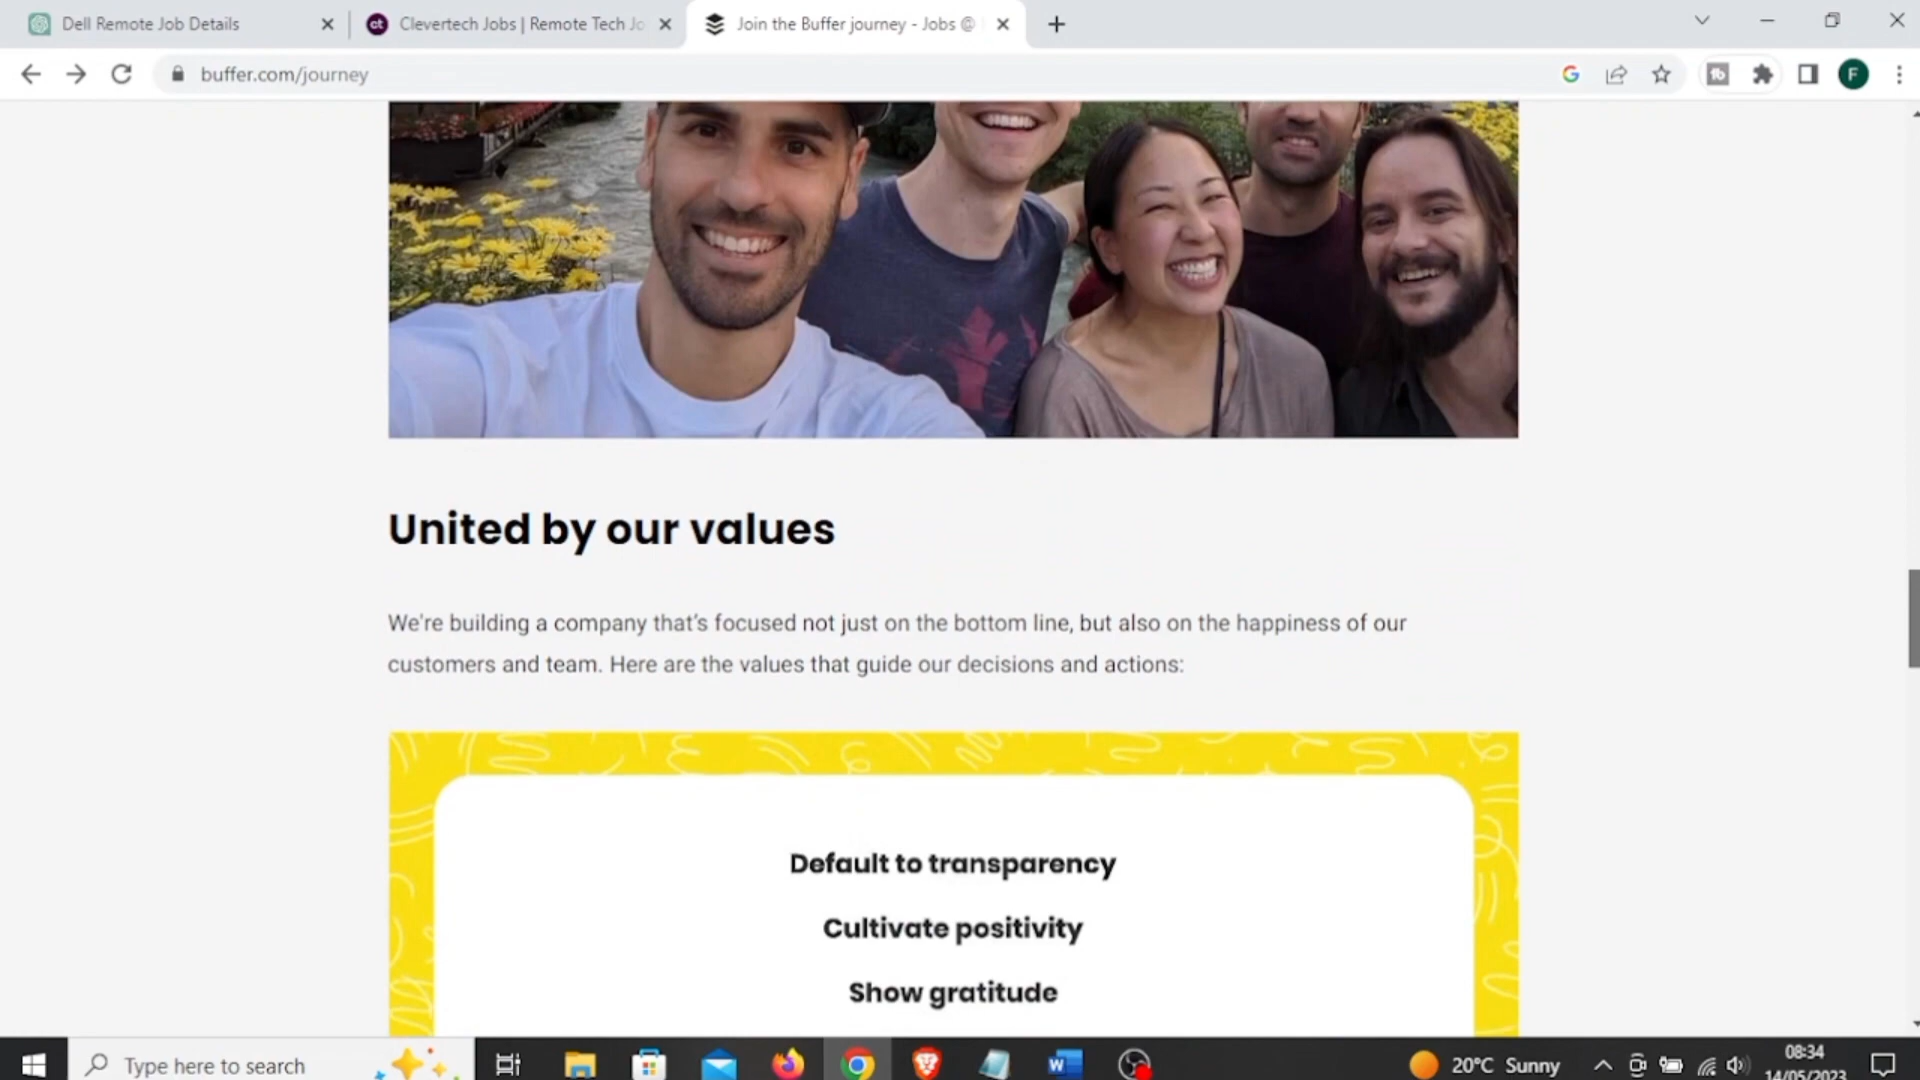 Dell Remote Job Details
ct
Clevertech Jobs | Remote Tech Jo
Join the Buffer journey - Jobs @
buffer.com/journey
G
tb
F
United by our values
We're building a company that's focused not just on the bottom line, but also on the happiness of our
customers and team. Here are the values that guide our decisions and actions:
Default to transparency
Cultivate positivity
Show gratitude
Type here to search
W
20°C Sunny
08:34
14/05/2023